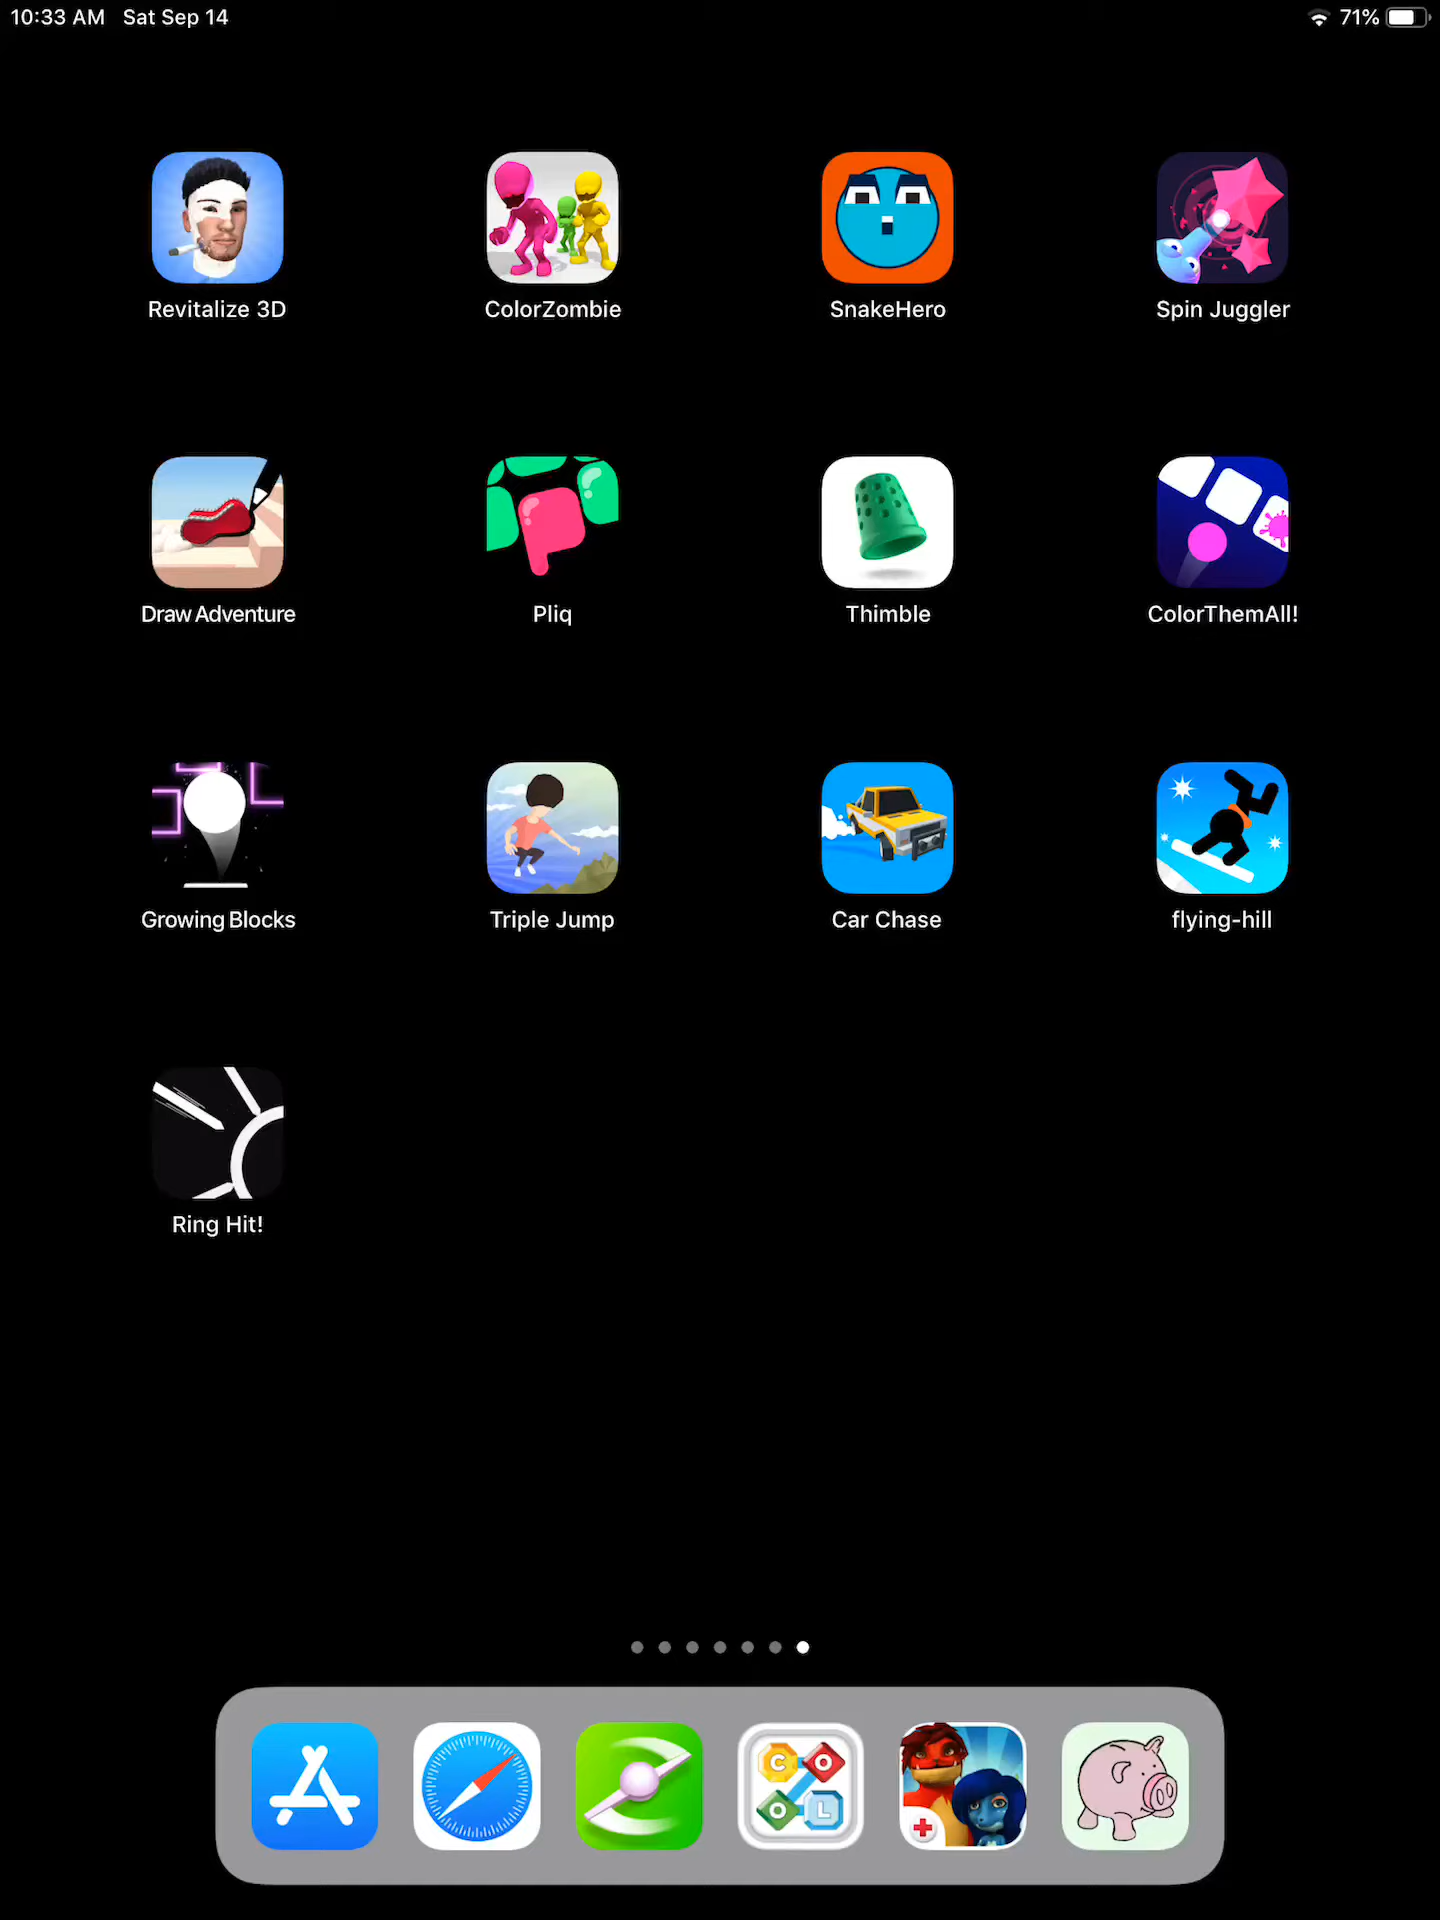 10:33 AM Sat Sep 14 71%
Revitalize 3D ColorZombie SnakeHero Spin Juggler
Draw Adventure Pliq Thimble ColorThemAll!
Growing Blocks Triple Jump Car Chase flying-hill
Ring Hit!
C O
O L